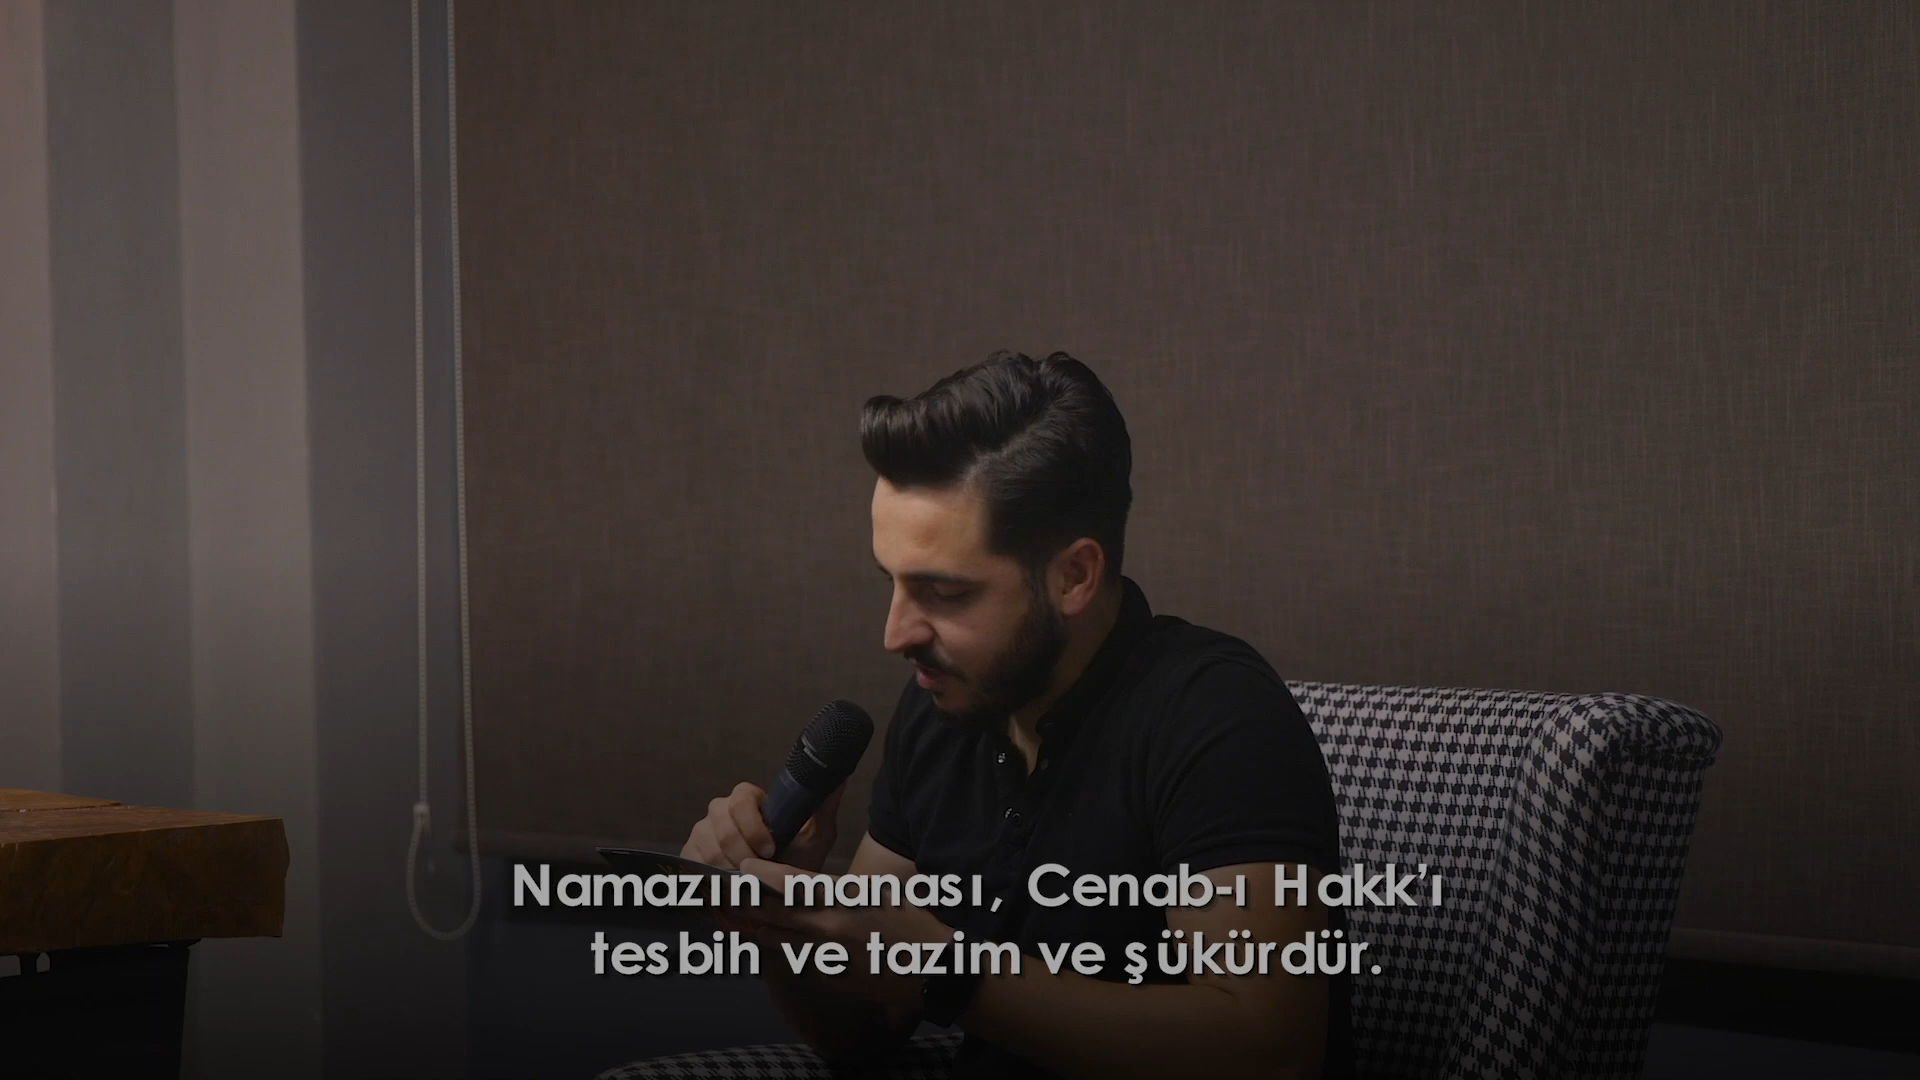 Namazın manası, Cenab-ı Hakk’ı
tesbih ve tazim ve şükürdür.